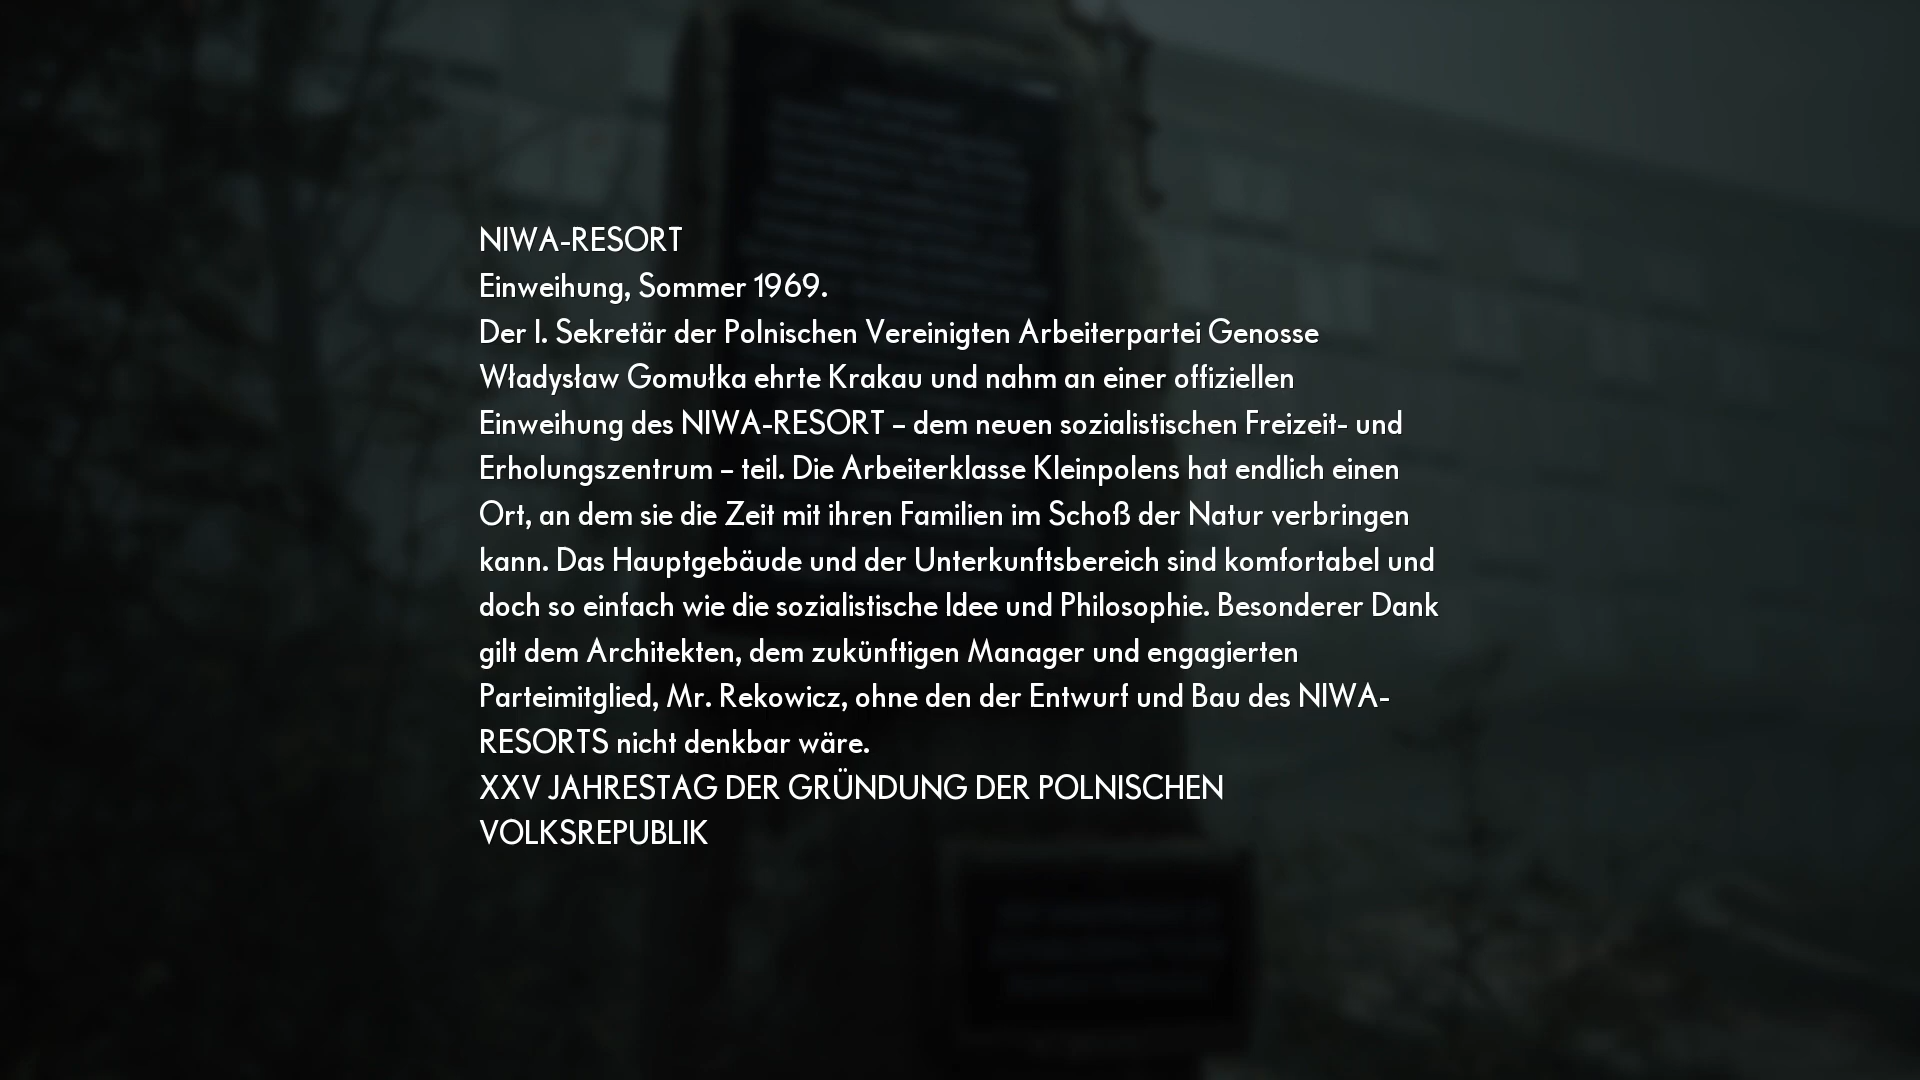 NIWA-RESORT
Einweihung, Sommer 1969.
Der I. Sekretär der Polnischen Vereinigten Arbeiterpartei Genosse
Władysław Gomułka ehrte Krakau und nahm an einer offiziellen
Einweihung des NIWA-RESORT – dem neuen sozialistischen Freizeit- und
Erholungszentrum – teil. Die Arbeiterklasse Kleinpolens hat endlich einen
Ort, an dem sie die Zeit mit ihren Familien im Schoß der Natur verbringen
kann. Das Hauptgebäude und der Unterkunftsbereich sind komfortabel und
doch so einfach wie die sozialistische Idee und Philosophie. Besonderer Dank
gilt dem Architekten, dem zukünftigen Manager und engagierten
Parteimitglied, Mr. Rekowicz, ohne den der Entwurf und Bau des NIWA-
RESORTS nicht denkbar wäre.
XXV JAHRESTAG DER GRÜNDUNG DER POLNISCHEN
VOLKSREPUBLIK